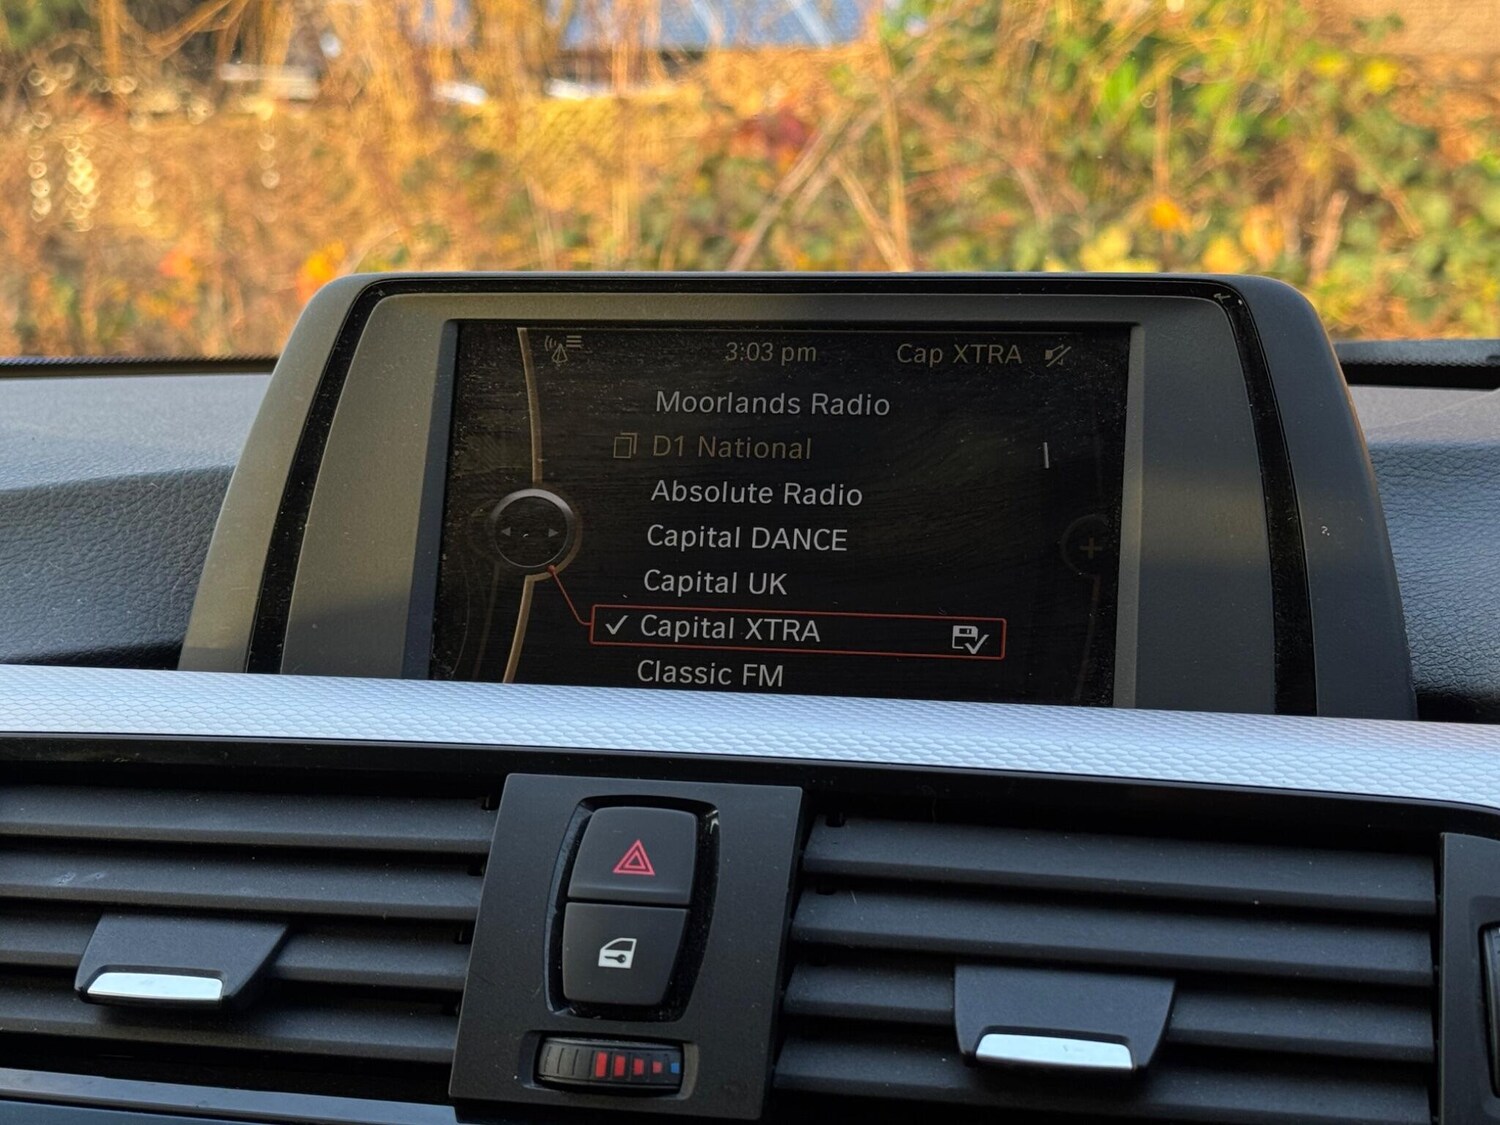 3:03 pm Cap XTRA
Moorlands Radio
D1 National
Absolute Radio
Capital DANCE
Capital UK
Capital XTRA
Classic FM